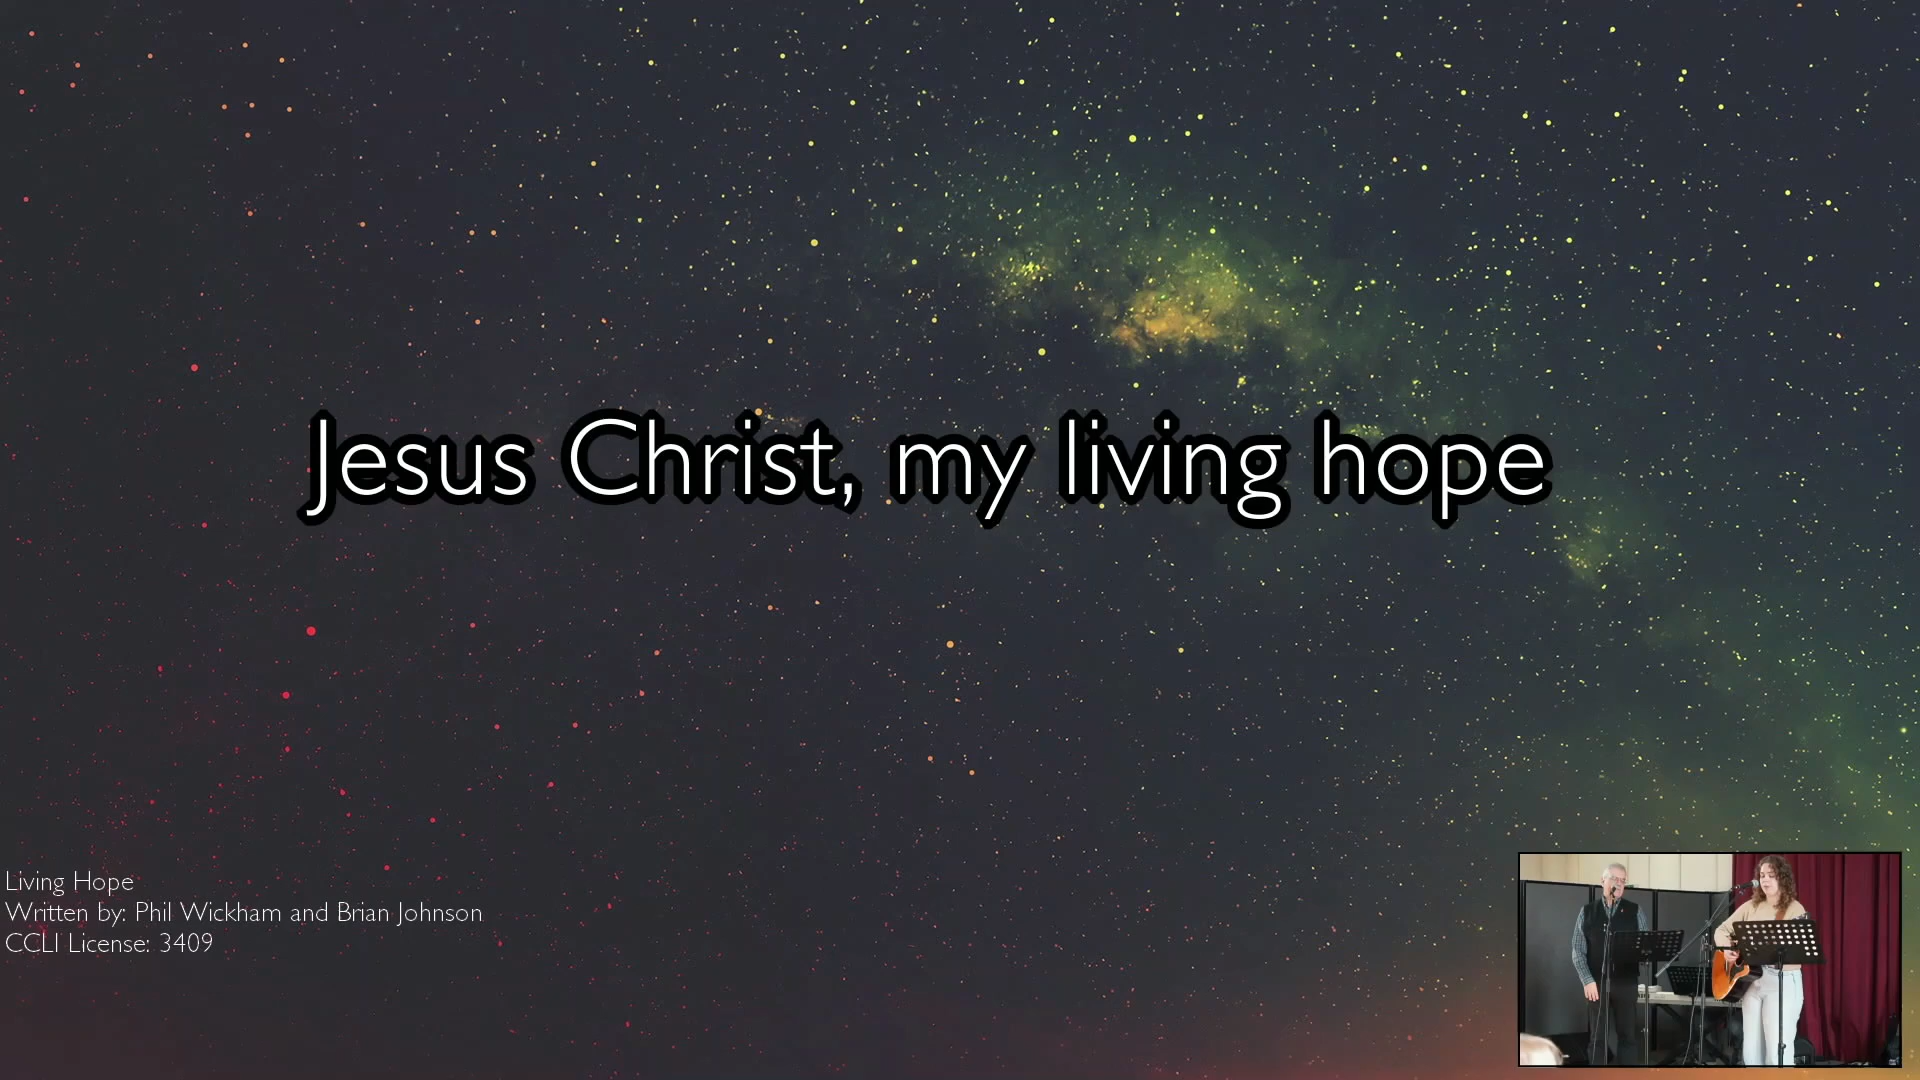 Jesus Christ, my living hope
Living Hope
Written by: Phil Wickham and Brian Johnson
CCLI License: 3409